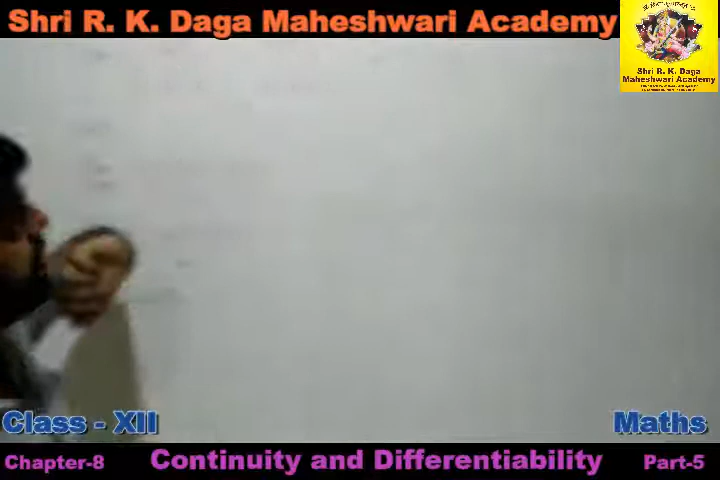 Shri R. K. Daga Maheshwari Academy
Shri R. K. Daga
Maheshwari Academy
Class - XII
Maths
Chapter-8
Continuity and Differentiability
Part-5